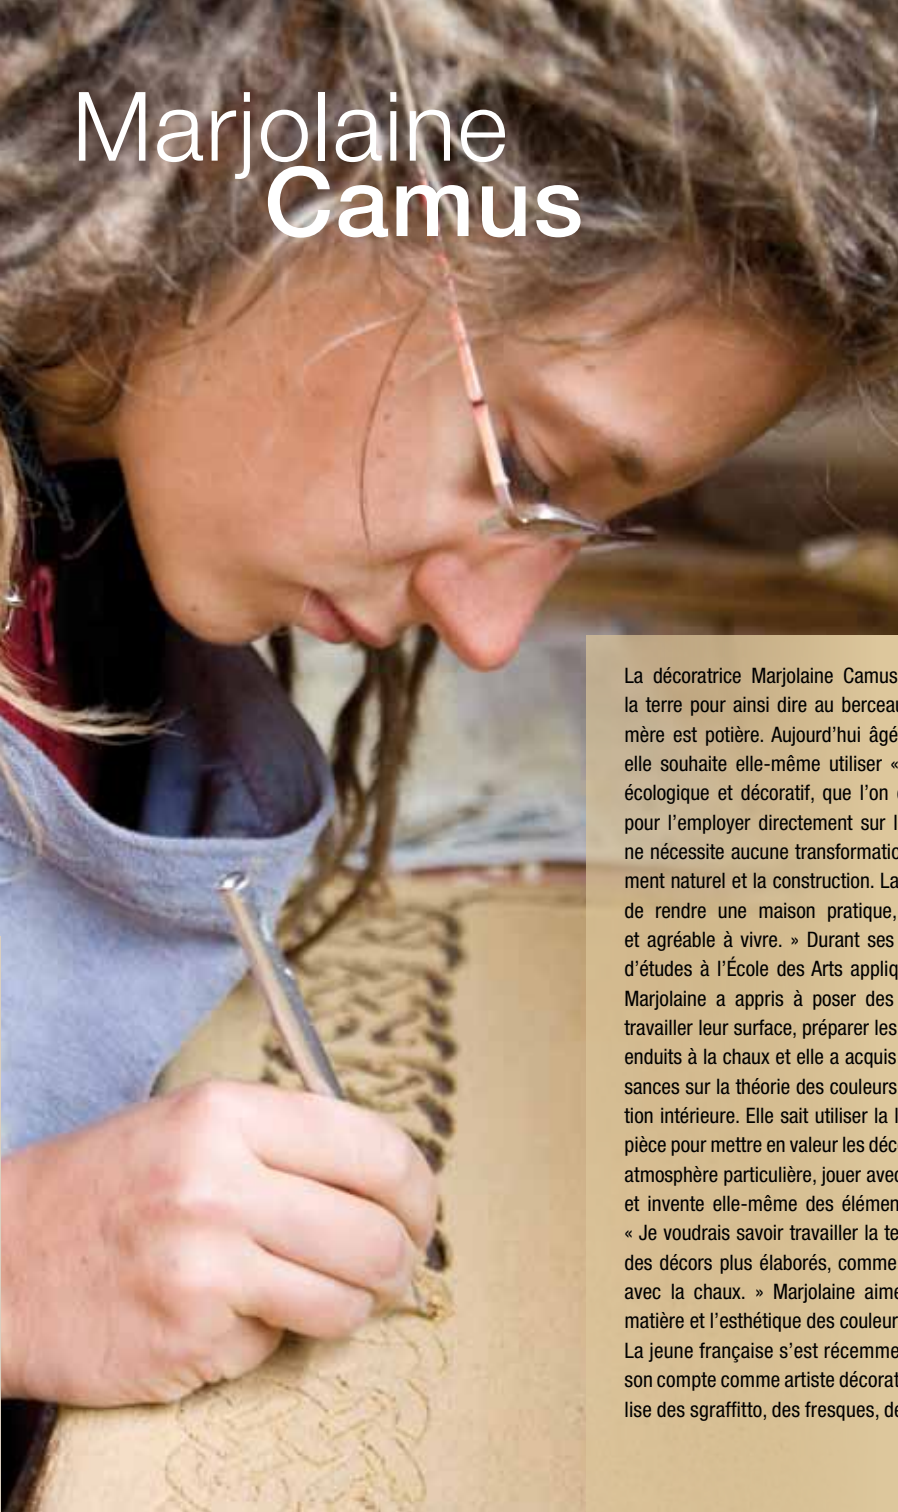 Marjolaine
Camus
La décoratrice Marjolaine Camus
la terre pour ainsi dire au berceau
mère est potière. Aujourd’hui âgé
elle souhaite elle-même utiliser «
écologique et décoratif, que l’on
pour l’employer directement sur l
ne nécessite aucune transformatio
ment naturel et la construction. La
de rendre une maison pratique,
et agréable à vivre. » Durant ses
d’études à l’École des Arts appliq
Marjolaine a appris à poser des
travailler leur surface, préparer les
enduits à la chaux et elle a acquis
sances sur la théorie des couleurs
tion intérieure. Elle sait utiliser la l
pièce pour mettre en valeur les déc
atmosphère particulière, jouer avec
et invente elle-même des élémen
« Je voudrais savoir travailler la te
des décors plus élaborés, comme
avec la chaux. » Marjolaine aime
matière et l’esthétique des couleur
La jeune française s’est récemme
son compte comme artiste décorat
lise des sgraffitto, des fresques, de